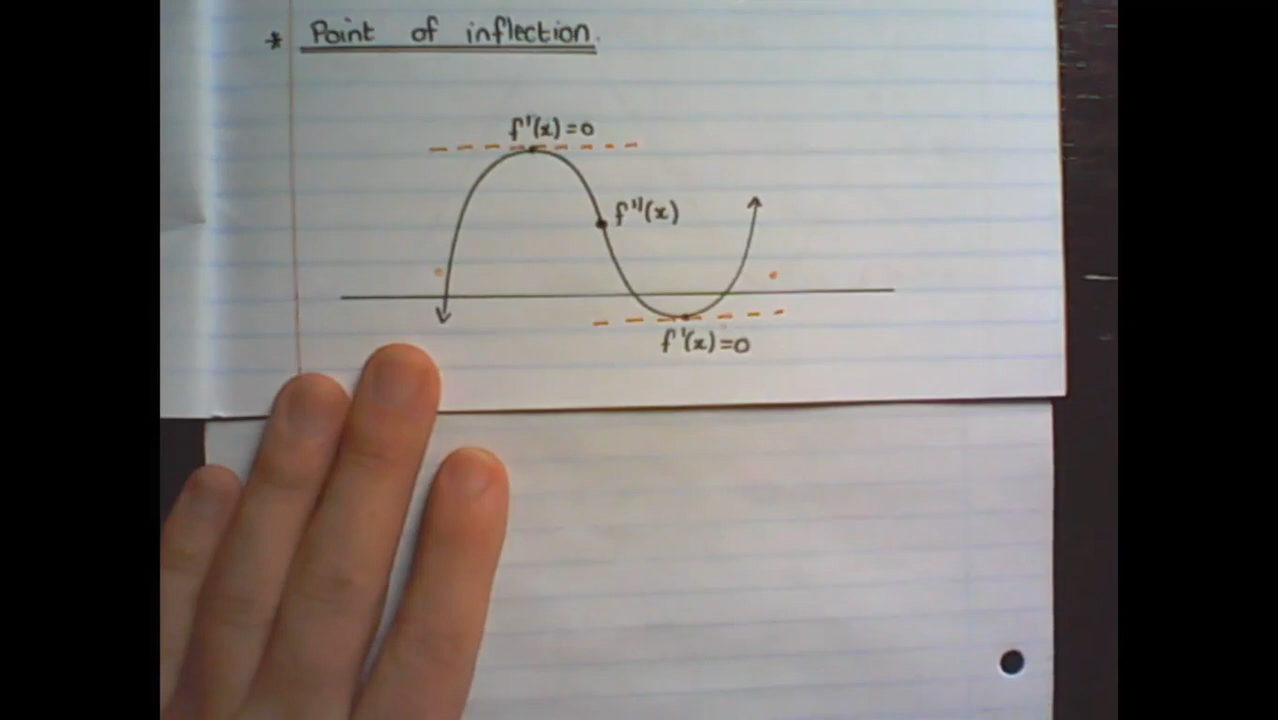 * Point of inflection.
f'(x)=0
f''(x)
f'(x)=0